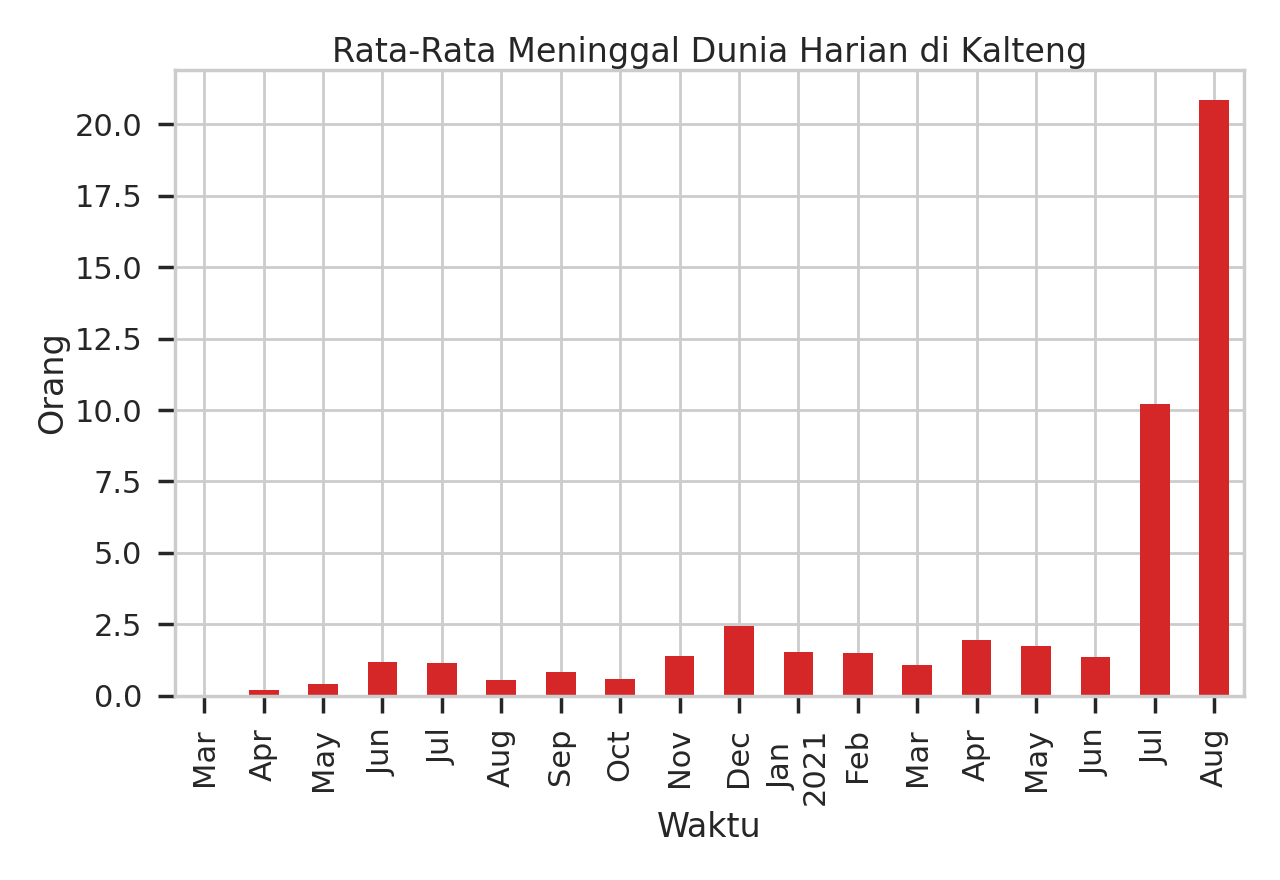 Rata-Rata Meninggal Dunia Harian di Kalteng
Orang
20.0
17.5
15.0
12.5
10.0
7.5
5.0
2.5
0.0
Mar
Apr
May
Jun
Jul
Aug
Sep
Oct
Nov
Dec
Jan
2021
Feb
Mar
Apr
May
Jun
Jul
Aug
Waktu